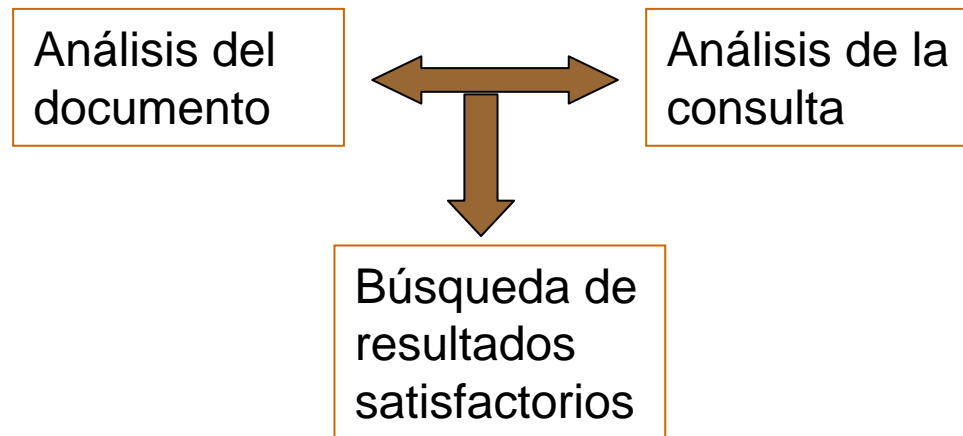 Análisis del
documento
Análisis de la
consulta
Búsqueda de
resultados
satisfactorios